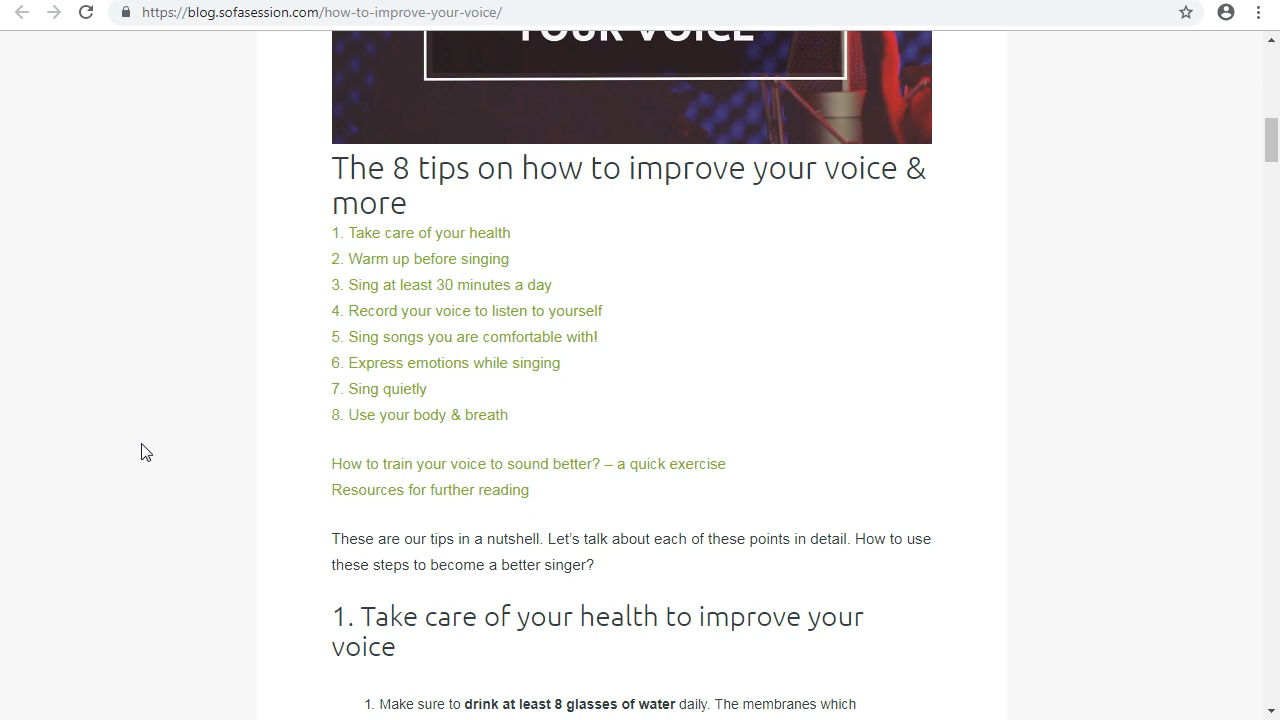 https://blog.sofasession.com/how-to-improve-your-voice/
YOUR VOICE
The 8 tips on how to improve your voice &
more
1. Take care of your health
2. Warm up before singing
3. Sing at least 30 minutes a day
4. Record your voice to listen to yourself
5. Sing songs you are comfortable with!
6. Express emotions while singing
7. Sing quietly
8. Use your body & breath
How to train your voice to sound better? – a quick exercise
Resources for further reading
These are our tips in a nutshell. Let’s talk about each of these points in detail. How to use
these steps to become a better singer?
1. Take care of your health to improve your
voice
1. Make sure to drink at least 8 glasses of water daily. The membranes which